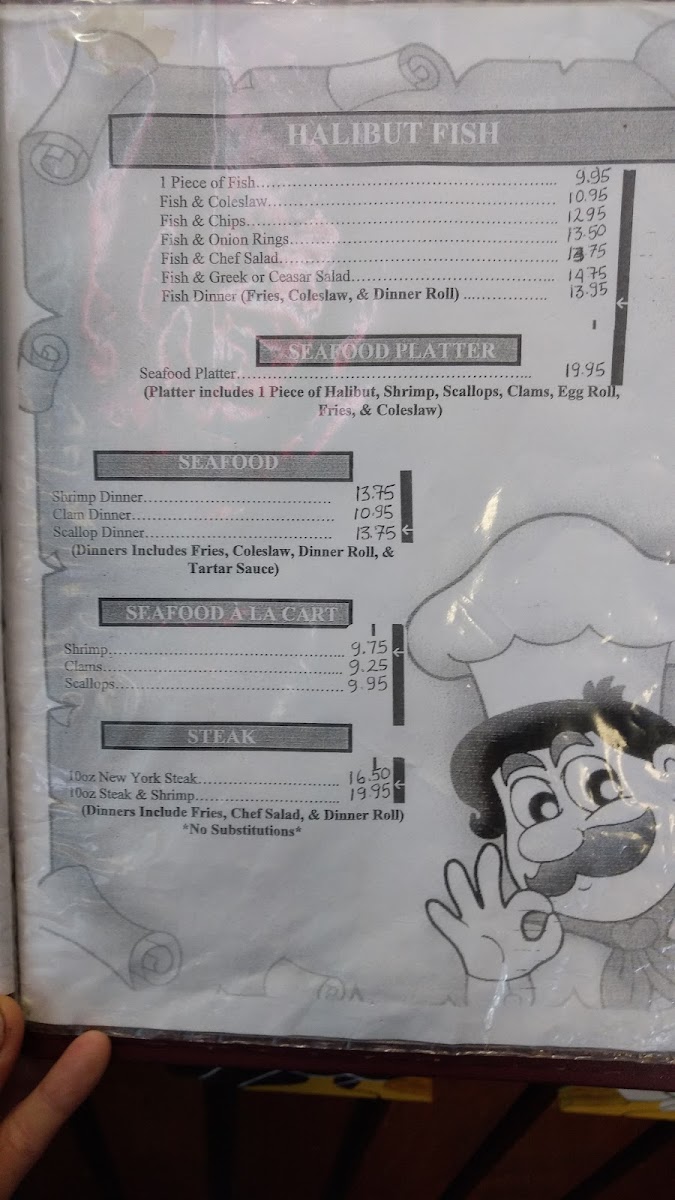 HALIBUT FISH
1 Piece of Fish 9.95
Fish & Coleslaw 10.95
Fish & Chips 1295
Fish & Onion Rings 13.50
Fish & Chef Salad 75
Fish & Greek or Ceasar Salad 1475
Fish Dinner (Fries, Coleslaw, & Dinner Roll) 13.95
SEAFOOD PLATTER
Seafood Platter 19.95
(Platter includes 1 Piece of Halibut, Shrimp, Scallops, Clams, Egg Roll,
Fries, & Coleslaw)
SEAFOOD
Shrimp Dinner 13.75
Clam Dinner 10.95
Scallop Dinner 13.75
(Dinners Includes Fries, Coleslaw, Dinner Roll, &
Tartar Sauce)
SEAFOOD À LA CART
Shrimp 9.75
Clams 9.25
Scallops 9.95
STEAK
10oz New York Steak 16.50
10oz Steak & Shrimp 19.95
(Dinners Include Fries, Chef Salad, & Dinner Roll)
*No Substitutions*